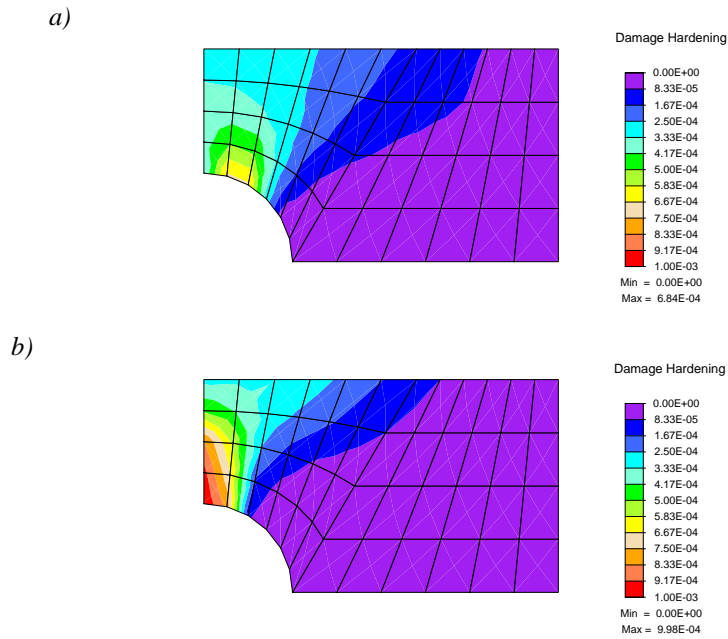 a)
Damage Hardening
0.00E+00
8.33E-05
1.67E-04
2.50E-04
3.33E-04
4.17E-04
5.00E-04
5.83E-04
6.67E-04
7.50E-04
8.33E-04
9.17E-04
1.00E-03
Min = 0.00E+00
Max = 6.84E-04
b)
Damage Hardening
0.00E+00
8.33E-05
1.67E-04
2.50E-04
3.33E-04
4.17E-04
5.00E-04
5.83E-04
6.67E-04
7.50E-04
8.33E-04
9.17E-04
1.00E-03
Min = 0.00E+00
Max = 9.98E-04